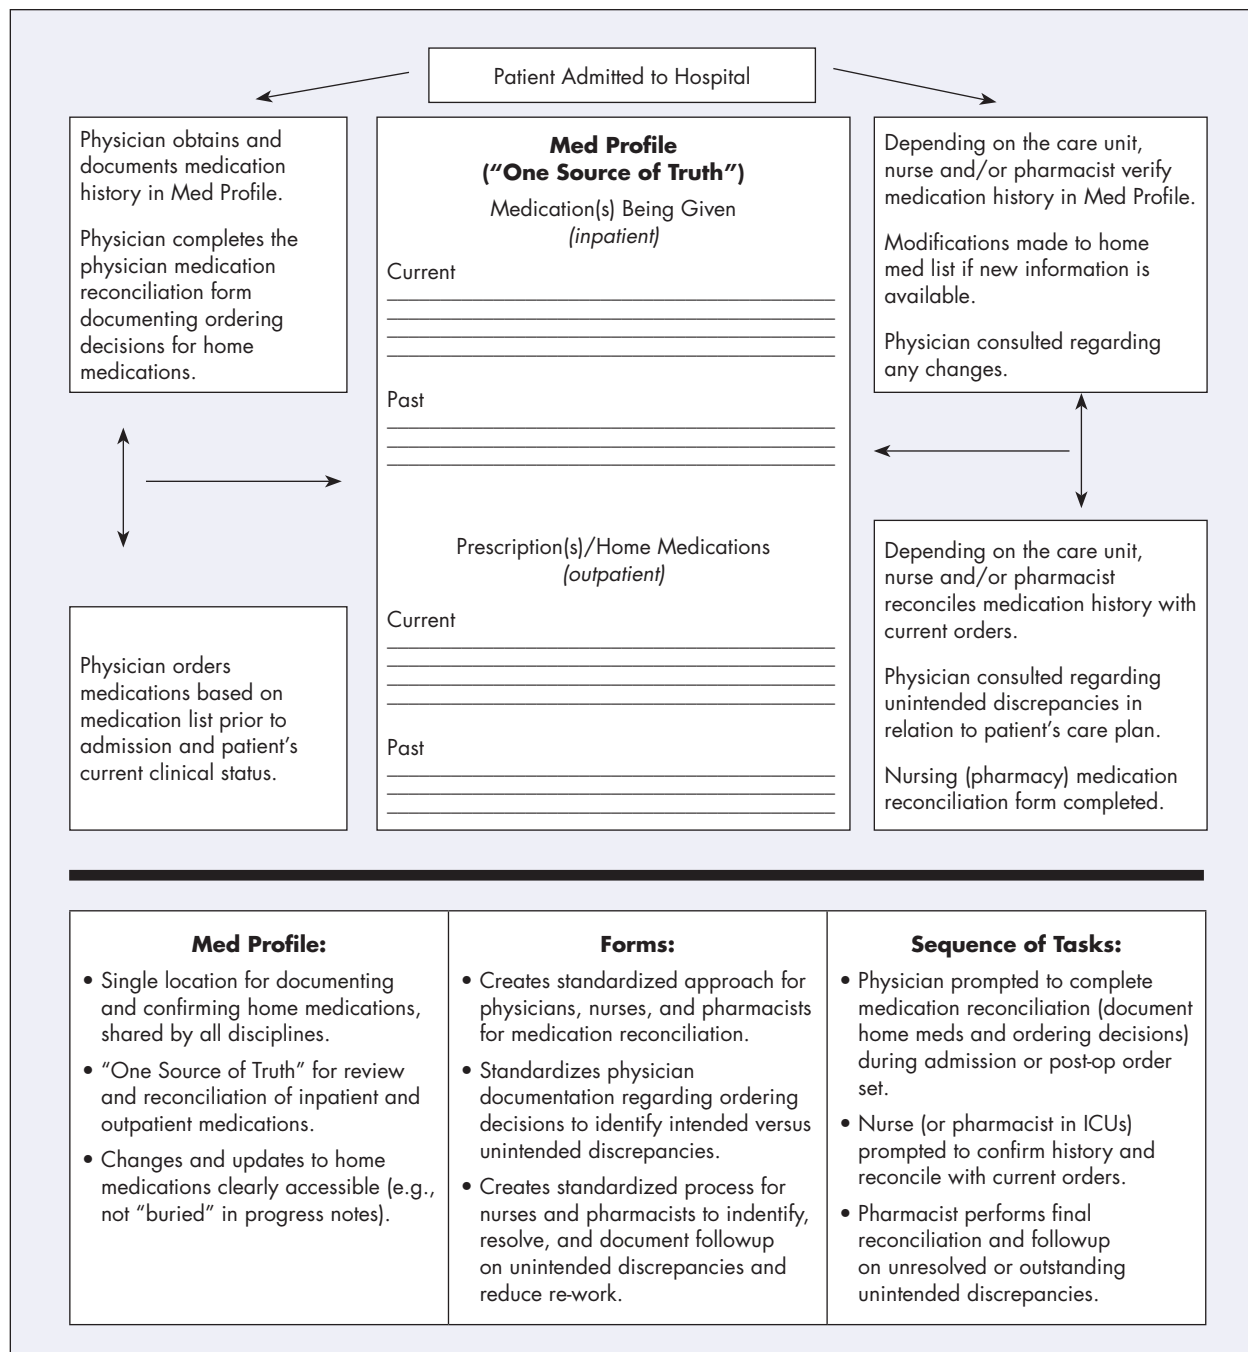 Patient Admitted to Hospital
Physician obtains and
documents medication
history in Med Profile.
Physician completes the
physician medication
reconciliation form
documenting ordering
decisions for home
medications.
Physician orders
medications based on
medication list prior to
admission and patient’s
current clinical status.
Med Profile
(“One Source of Truth”)
Medication(s) Being Given
(inpatient)
Current
Past
Prescription(s)/Home Medications
(outpatient)
Current
Past
Depending on the care unit,
nurse and/or pharmacist verify
medication history in Med Profile.
Modifications made to home
med list if new information is
available.
Physician consulted regarding
any changes.
Depending on the care unit,
nurse and/or pharmacist
reconciles medication history with
current orders.
Physician consulted regarding
unintended discrepancies in
relation to patient’s care plan.
Nursing (pharmacy) medication
reconciliation form completed.
Med Profile:
• Single location for documenting
and confirming home medications,
shared by all disciplines.
• “One Source of Truth” for review
and reconciliation of inpatient and
outpatient medications.
• Changes and updates to home
medications clearly accessible (e.g.,
not “buried” in progress notes).
Forms:
• Creates standardized approach for
physicians, nurses, and pharmacists
for medication reconciliation.
• Standardizes physician
documentation regarding ordering
decisions to identify intended versus
unintended discrepancies.
• Creates standardized process for
nurses and pharmacists to indentify,
resolve, and document followup
on unintended discrepancies and
reduce re-work.
Sequence of Tasks:
• Physician prompted to complete
medication reconciliation (document
home meds and ordering decisions)
during admission or post-op order
set.
• Nurse (or pharmacist in ICUs)
prompted to confirm history and
reconcile with current orders.
• Pharmacist performs final
reconciliation and followup
on unresolved or outstanding
unintended discrepancies.